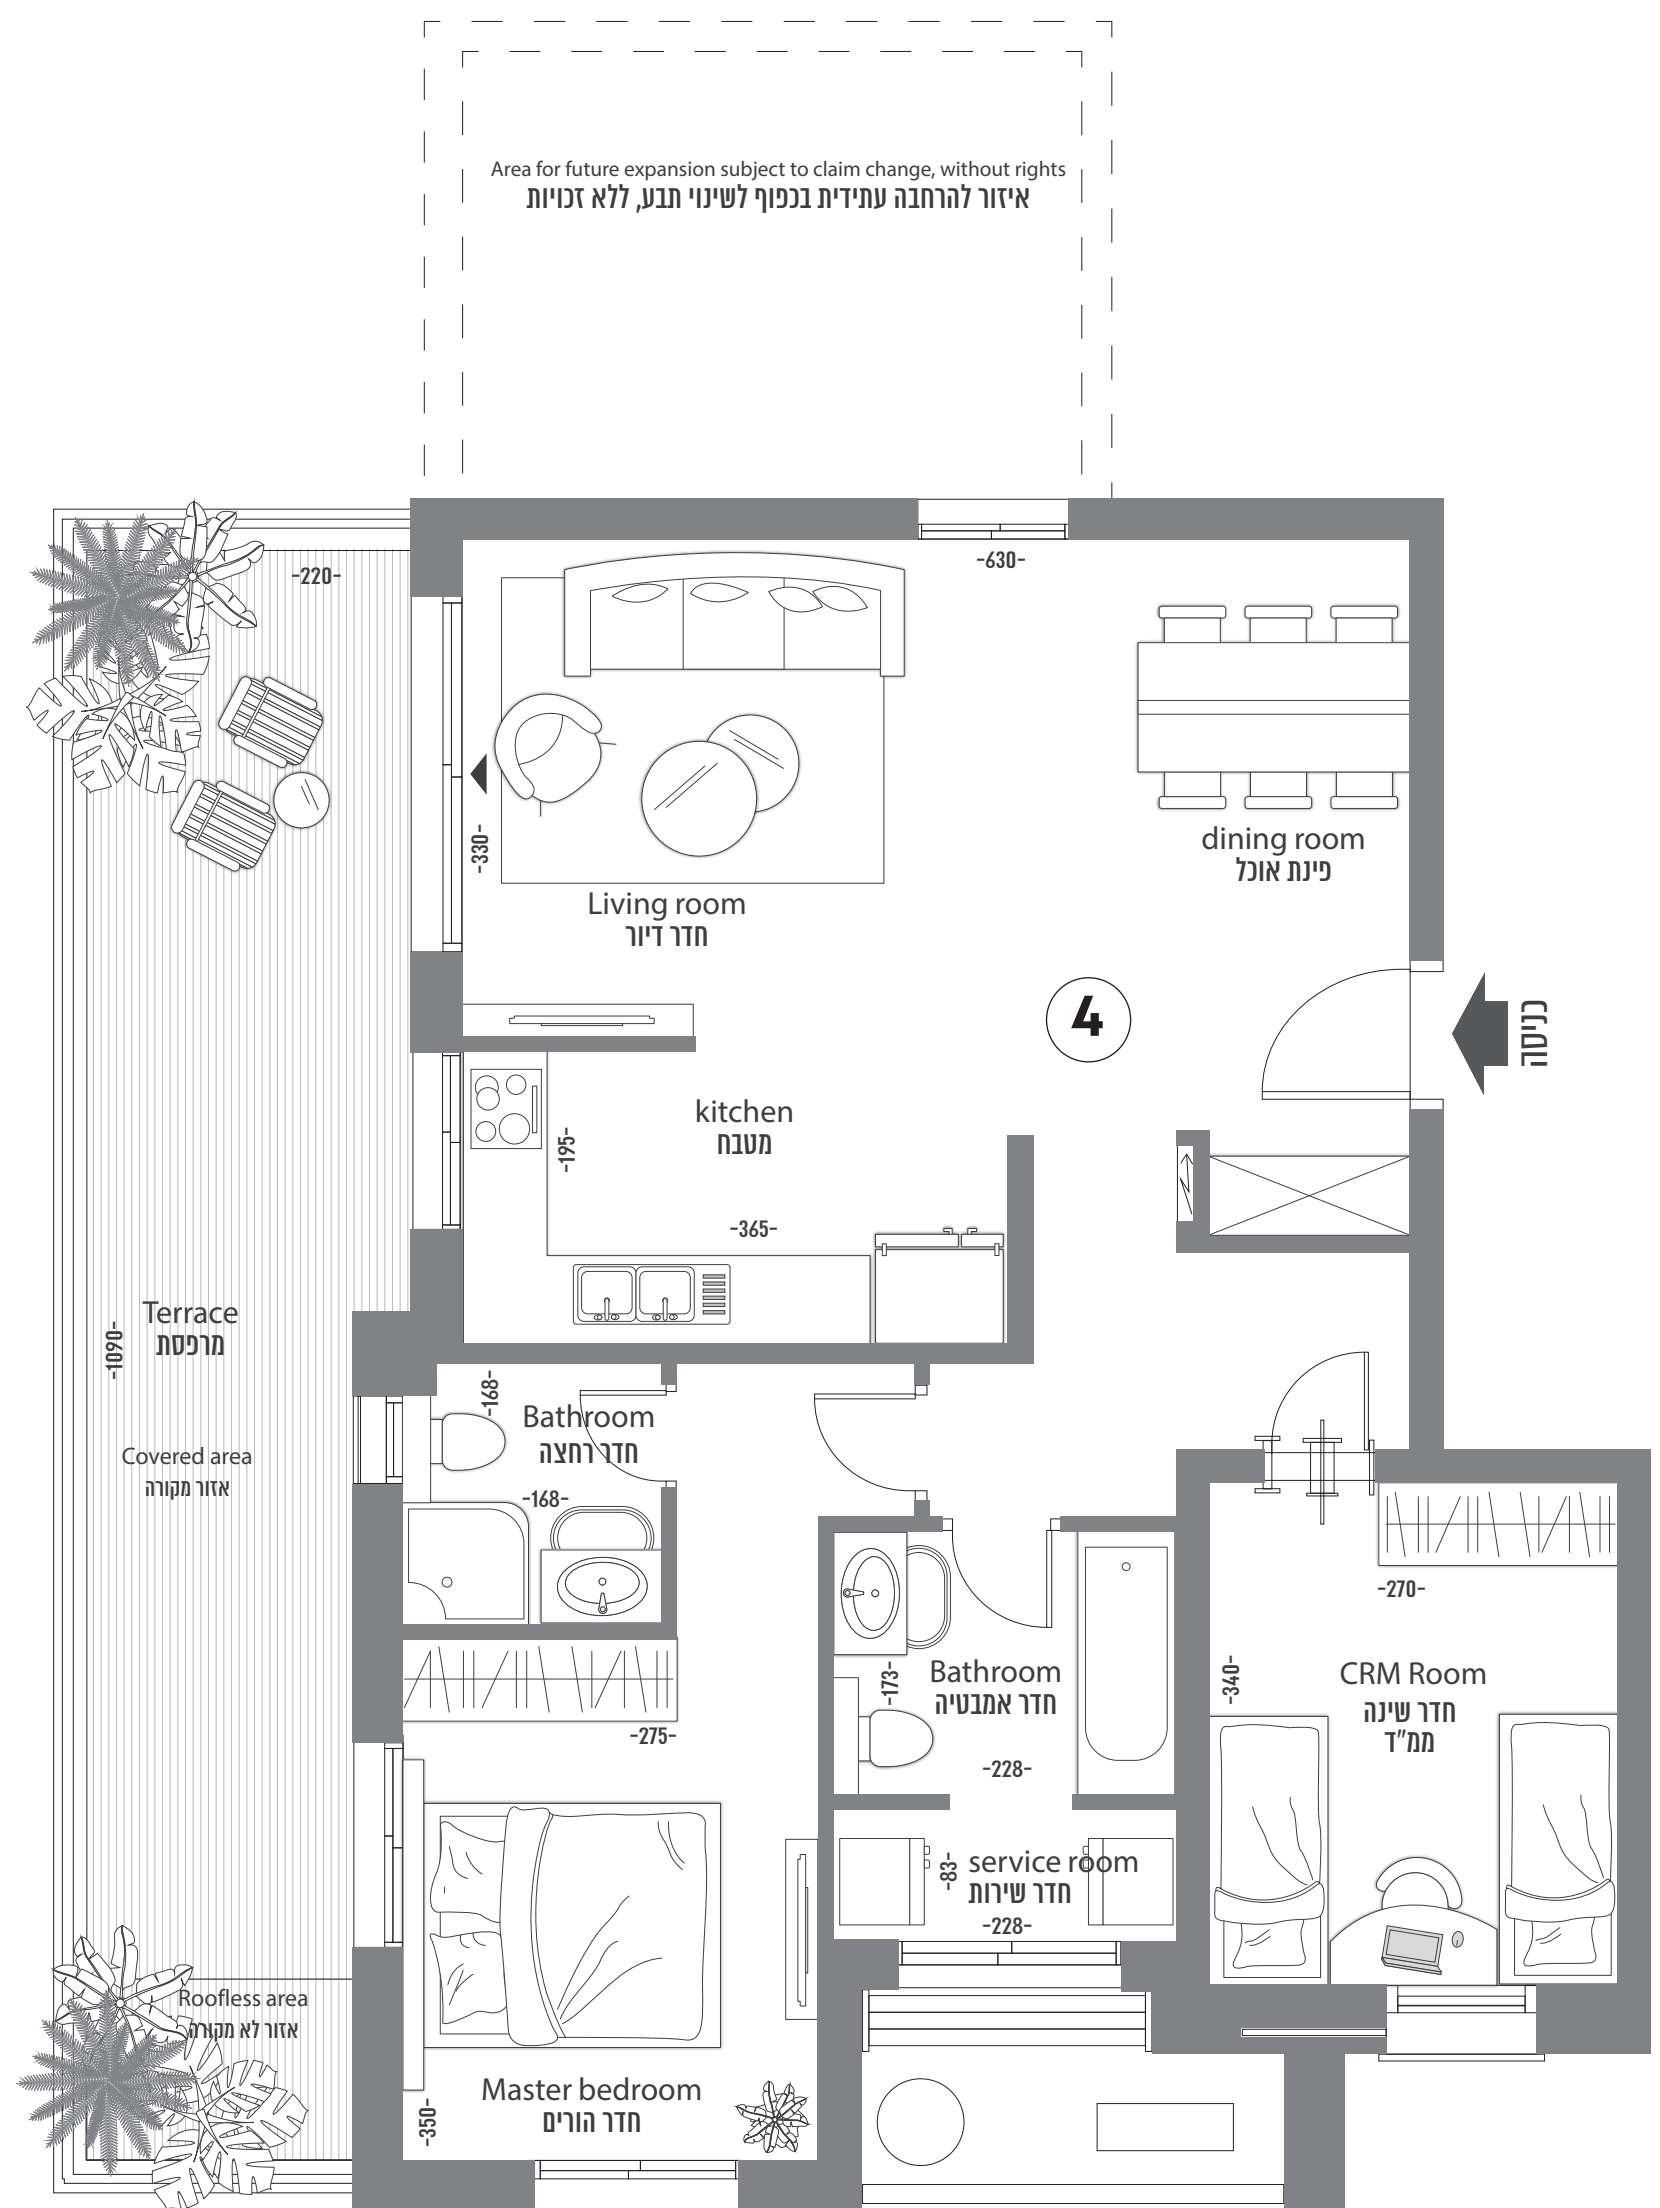 Area for future expansion subject to claim change, without rights
איזור להרחבה עתידית בכפוף לשינוי תבע, ללא זכויות
-630-
-220-
-330-
dining room
פינת אוכל
Living room
חדר דיור
4
כניסה
kitchen
מטבח
-195-
-365-
Terrace
מרפסת
-1090-
Covered area
אזור מקורה
-168-
Bathroom
חדר רחצה
-168-
-270-
-275-
-340-
CRM Room
חדר שינה
ממ"ד
-173-
Bathroom
חדר אמבטיה
-228-
-83-
service room
חדר שירות
-228-
Roofless area
אזור לא מקורה
Master bedroom
חדר הורים
-350-